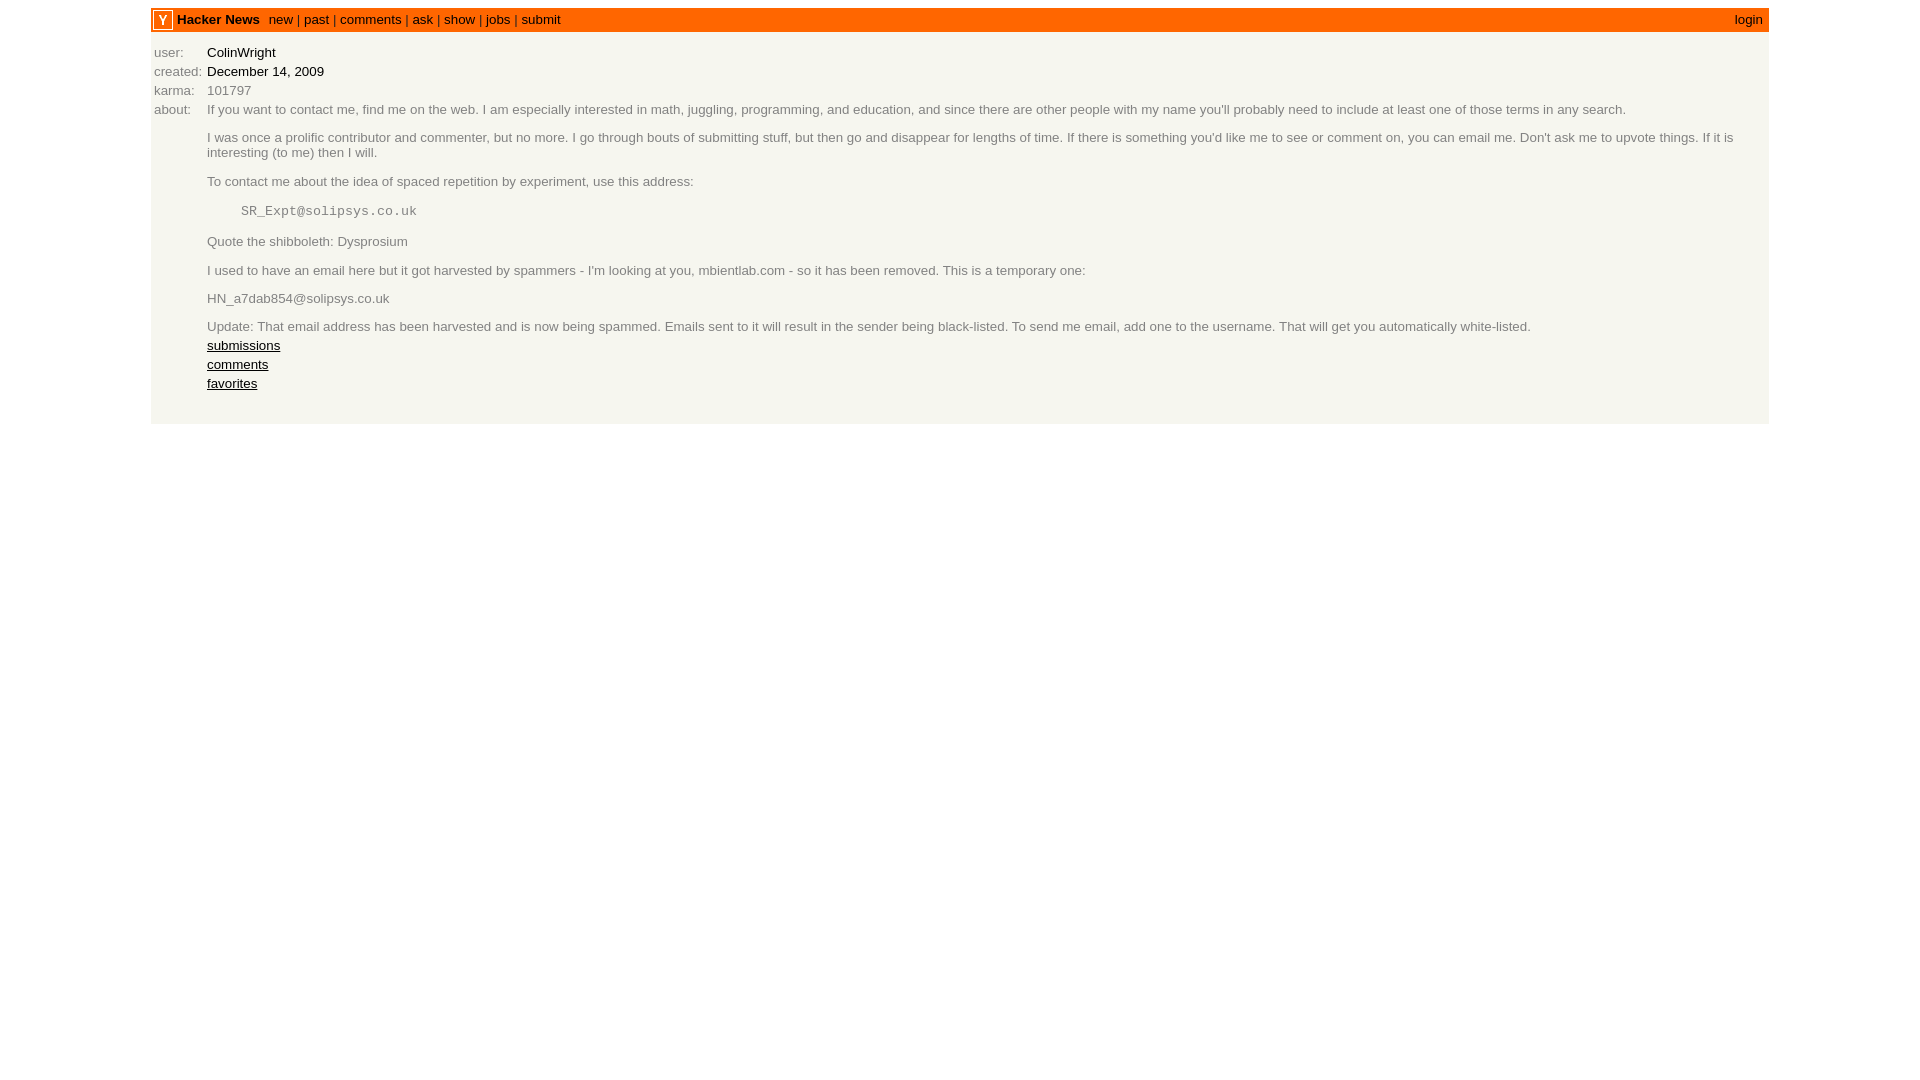 Y Hacker News new | past | comments | ask | show | jobs | submit login
user: ColinWright
created: December 14, 2009
karma: 101797
about: If you want to contact me, find me on the web. I am especially interested in math, juggling, programming, and education, and since there are other people with my name you'll probably need to include at least one of those terms in any search.
I was once a prolific contributor and commenter, but no more. I go through bouts of submitting stuff, but then go and disappear for lengths of time. If there is something you'd like me to see or comment on, you can email me. Don't ask me to upvote things. If it is
interesting (to me) then I will.
To contact me about the idea of spaced repetition by experiment, use this address:
SR_Expt@solipsys.co.uk
Quote the shibboleth: Dysprosium
I used to have an email here but it got harvested by spammers - I'm looking at you, mbientlab.com - so it has been removed. This is a temporary one:
HN_a7dab854@solipsys.co.uk
Update: That email address has been harvested and is now being spammed. Emails sent to it will result in the sender being black-listed. To send me email, add one to the username. That will get you automatically white-listed.
submissions
comments
favorites